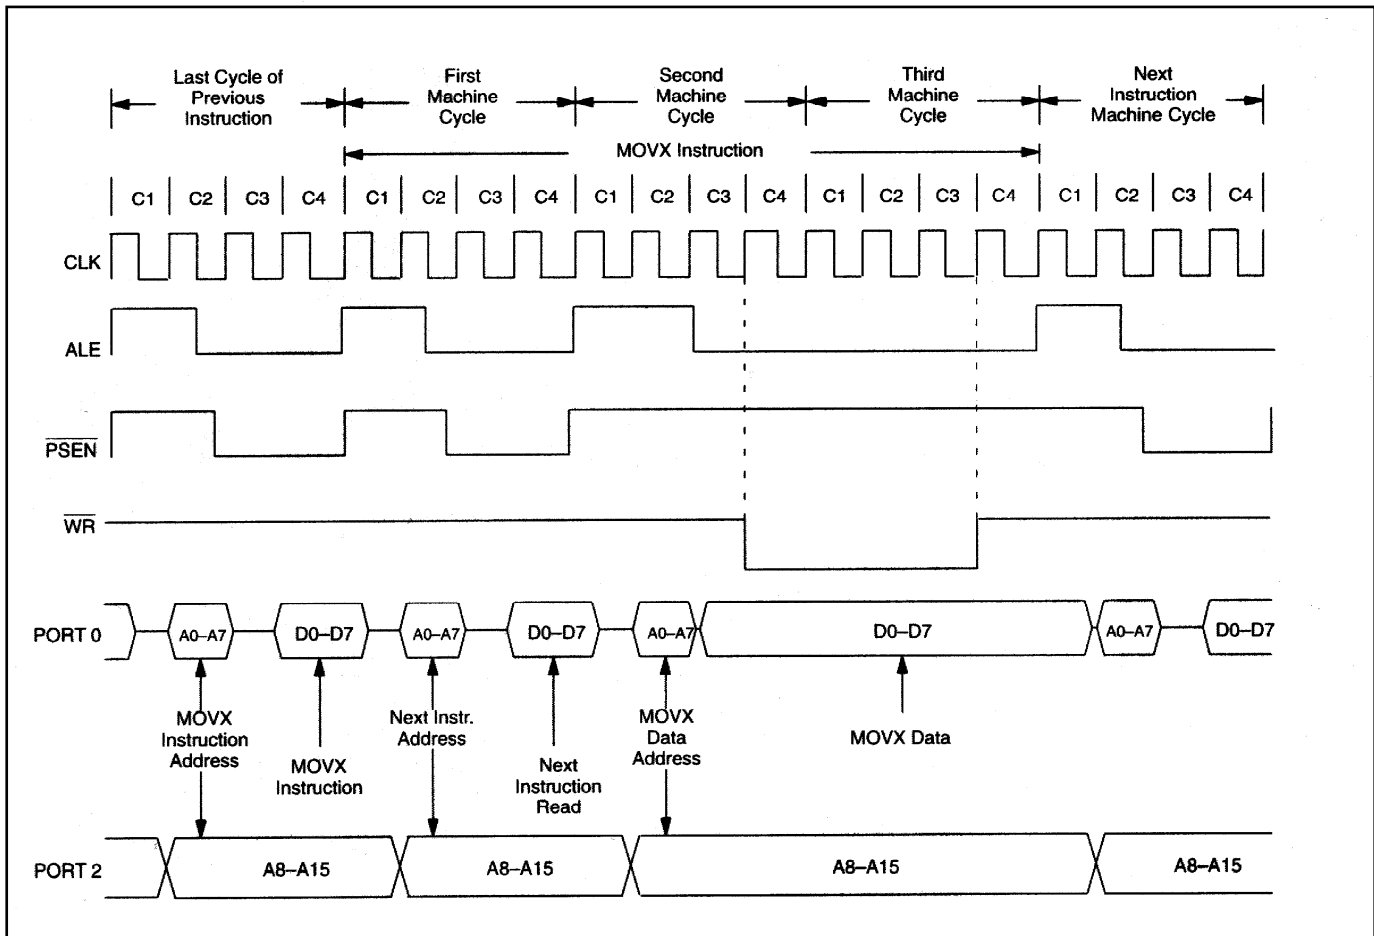 Last Cycle of
Previous
Instruction
First
Machine
Cycle
Second
Machine
Cycle
Third
Machine
Cycle
Next
Instruction
Machine Cycle
MOVX Instruction
C1 C2 C3 C4 C1 C2 C3 C4 C1 C2 C3 C4 C1 C2 C3 C4 C1 C2 C3 C4
CLK
ALE
PSEN
WR
PORT 0
A0–A7 D0–D7 A0–A7 D0–D7 A0–A7 D0–D7 A0–A7 D0–D7
MOVX
Instruction
Address
MOVX
Instruction
Next Instr.
Address
Next
Instruction
Read
MOVX
Data
Address
MOVX Data
PORT 2
A8–A15 A8–A15 A8–A15 A8–A15